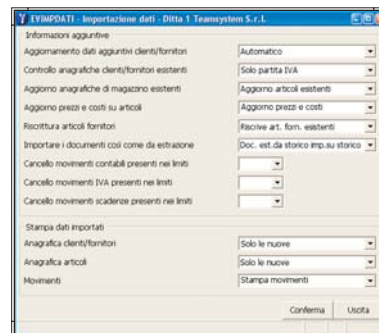 EVIMPDATI - Importazione dati - Ditta 1 Teamsystem S.r.l.
Informazioni aggiuntive
Aggiornamento dati aggiuntivi clienti/fornitori Automatico
Controllo anagrafiche clienti/fornitori esistenti Solo partita IVA
Aggiorno anagrafiche di magazzino esistenti Aggiorno articoli esistenti
Aggiorno prezzi e costi su articoli Aggiorno prezzi e costi
Riscrittura articoli fornitori Riscrive art. forn. esistenti
Importare i documenti così come da estrazione Doc. est.da storico imp.su storico
Cancello movimenti contabili presenti nei limiti
Cancello movimenti IVA presenti nei limiti
Cancello movimenti scadenze presenti nei limiti
Stampa dati importati
Anagrafica clienti/fornitori Solo le nuove
Anagrafica articoli Solo le nuove
Movimenti Stampa movimenti
Conferma Uscita